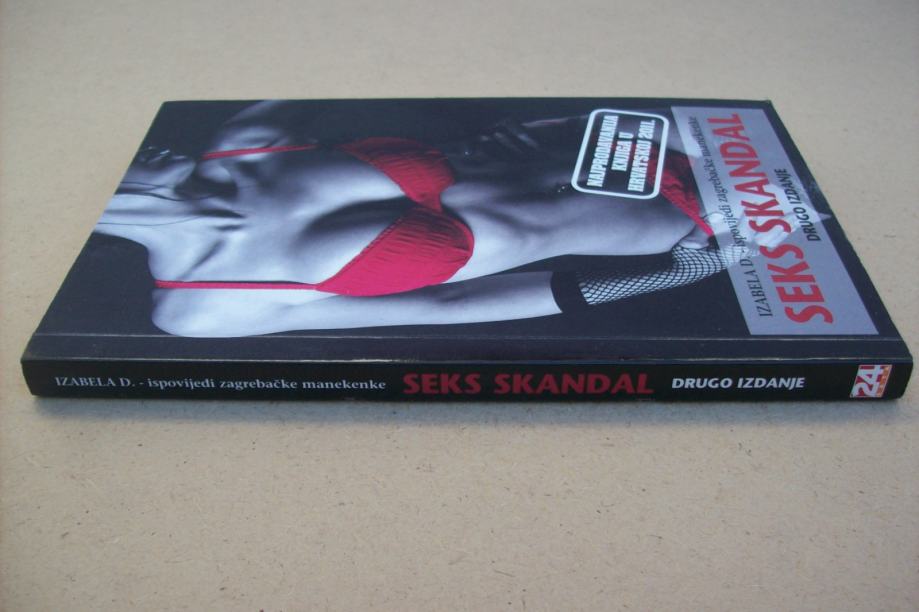 NAJPRODAVANIJA
KNJIGA U
HRVATSKOJ 2011.
IZABELA D. - ispovijedi zagrebačke manekenke
SEKS SKANDAL
DRUGO IZDANJE
IZABELA D. - ispovijedi zagrebačke manekenke SEKS SKANDAL DRUGO IZDANJE 24